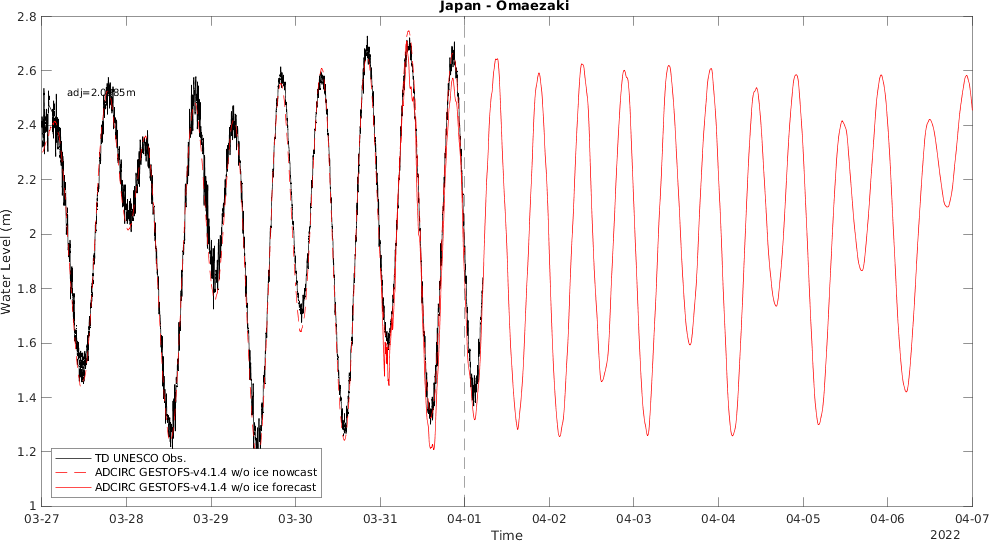 Japan - Omaezaki
2.8
2.6
2.4
2.2
2
1.8
1.6
1.4
1.2
1
Water Level (m)
TD UNESCO Obs.
ADCIRC GESTOFS-v4.1.4 w/o ice nowcast
ADCIRC GESTOFS-v4.1.4 w/o ice forecast
03-27 03-28 03-29 03-30 03-31 04-01 04-02 04-03 04-04 04-05 04-06 04-07
Time
2022